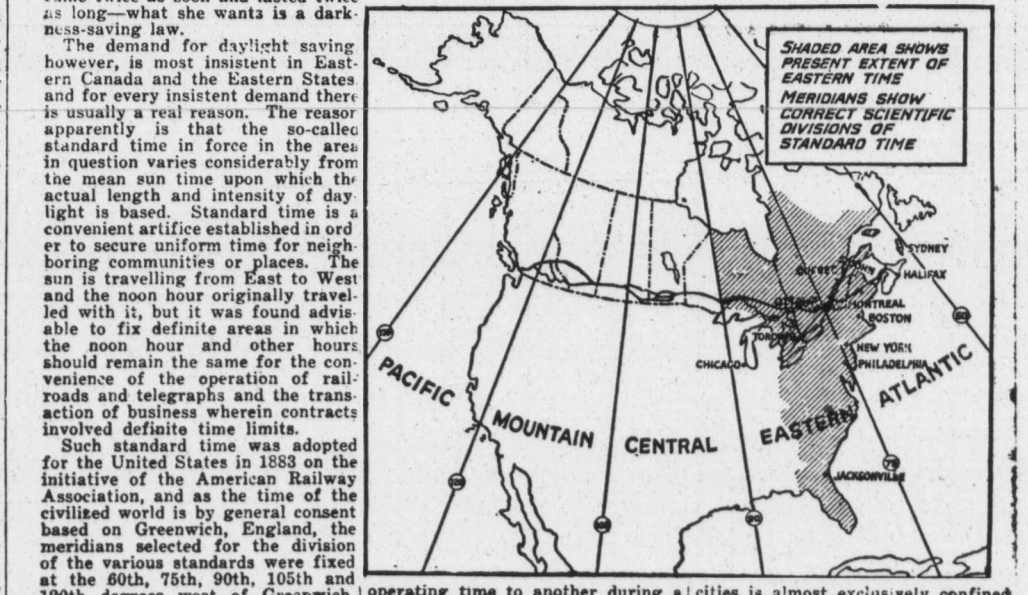 came twice as soon and lasted twice
as long—what she wants is a dark-
ness-saving law.
The demand for daylight saving,
however, is most insistent in East-
ern Canada and the Eastern States,
and for every insistent demand there
is usually a real reason. The reason
apparently is that the so-called
standard time in force in the area
in question varies considerably from
the mean sun time upon which the
actual length and intensity of day
light is based. Standard time is a
convenient artifice established in ord
er to secure uniform time for neigh-
boring communities or places. The
sun is travelling from East to West
and the noon hour originally travel-
led with it, but it was found advis-
able to fix definite areas in which
the noon hour and other hours
should remain the same for the con-
venience of the operation of rail-
roads and telegraphs and the trans-
action of business wherein contracts
involved definite time limits.
Such standard time was adopted
for the United States in 1883 on the
initiative of the American Railway
Association, and as the time of the
civilized world is by general consent
based on Greenwich, England, the
meridians selected for the division
of the various standards were fixed
at the 60th, 75th, 90th, 105th and
120th degrees west of Greenwich.
SHADED AREA SHOWS
PRESENT EXTENT OF
EASTERN TIME
MERIDIANS SHOW
CORRECT SCIENTIFIC
DIVISIONS OF
STANDARD TIME
SYDNEY
QUEBEC
HALIFAX
MONTREAL
BOSTON
TORONTO
NEW YORK
CHICAGO
PHILADELPHIA
PACIFIC
MOUNTAIN
CENTRAL
EASTERN
ATLANTIC
60
75
JACKSONVILLE
90
operating time to another during a
cities is almost exclusively confined